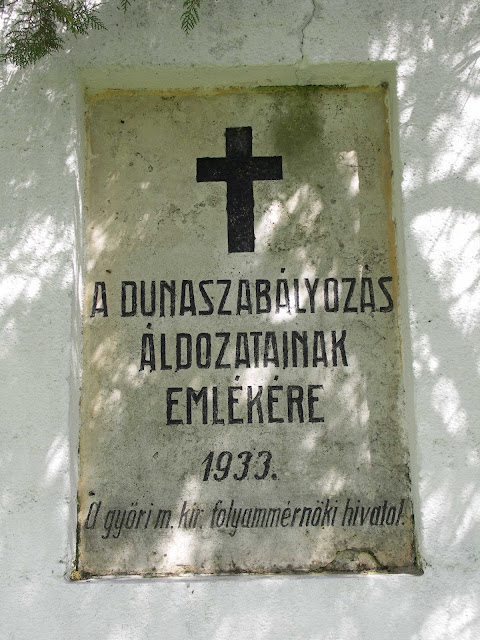 A DUNASZABÁLYOZÁS
ÁLDOZATAINAK
EMLÉKÉRE
1933.
A győri m. kir. folyammérnöki hivatal.